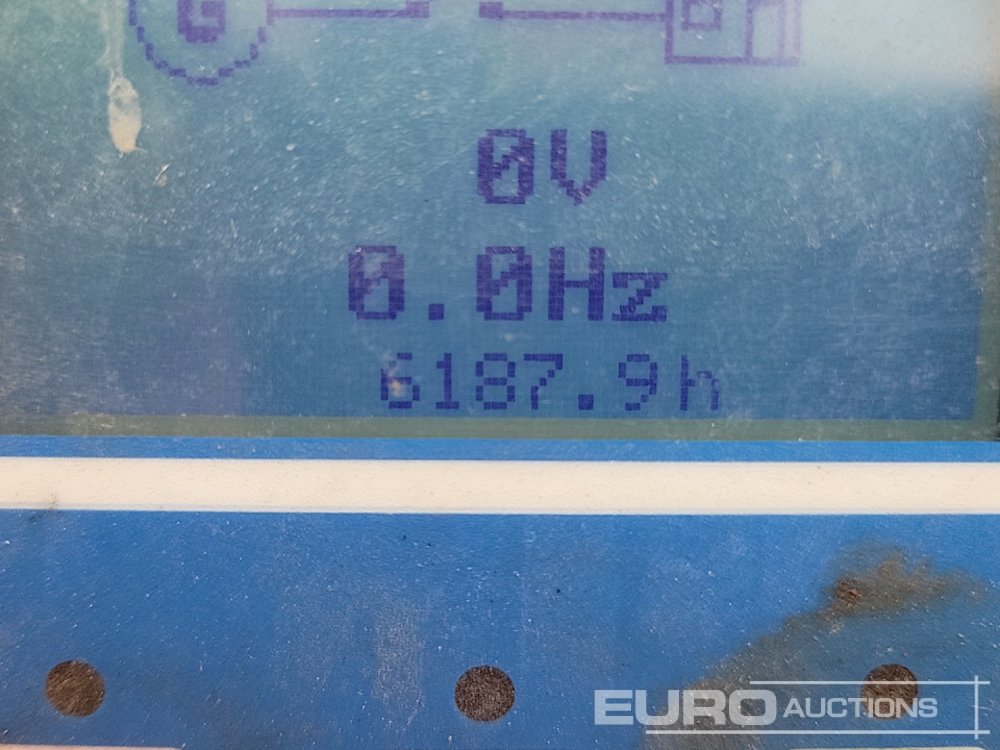 G
0V
0.0Hz
6187.9h
EURO AUCTIONS